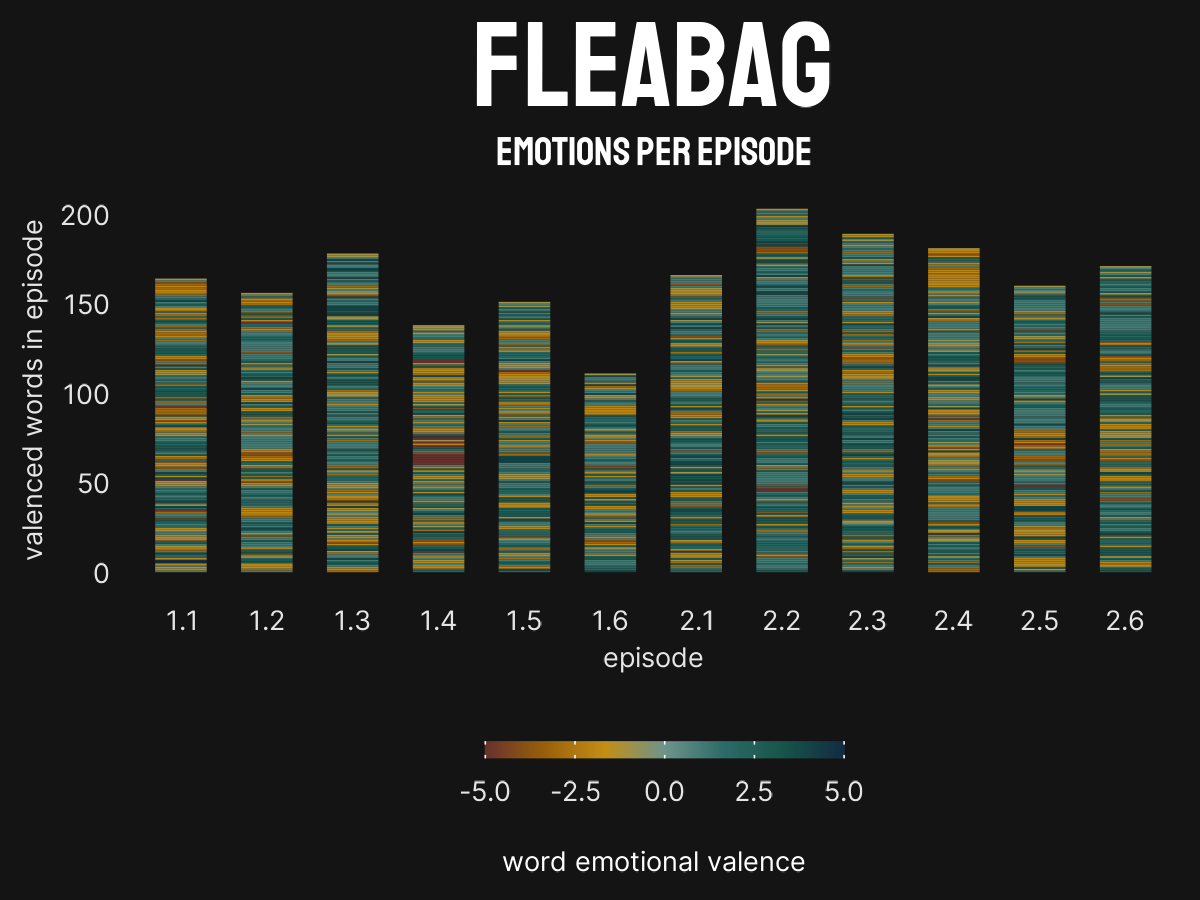 FLEABAG
EMOTIONS PER EPISODE
valenced words in episode
200
150
100
50
0
1.1 1.2 1.3 1.4 1.5 1.6 2.1 2.2 2.3 2.4 2.5 2.6
episode
-5.0 -2.5 0.0 2.5 5.0
word emotional valence